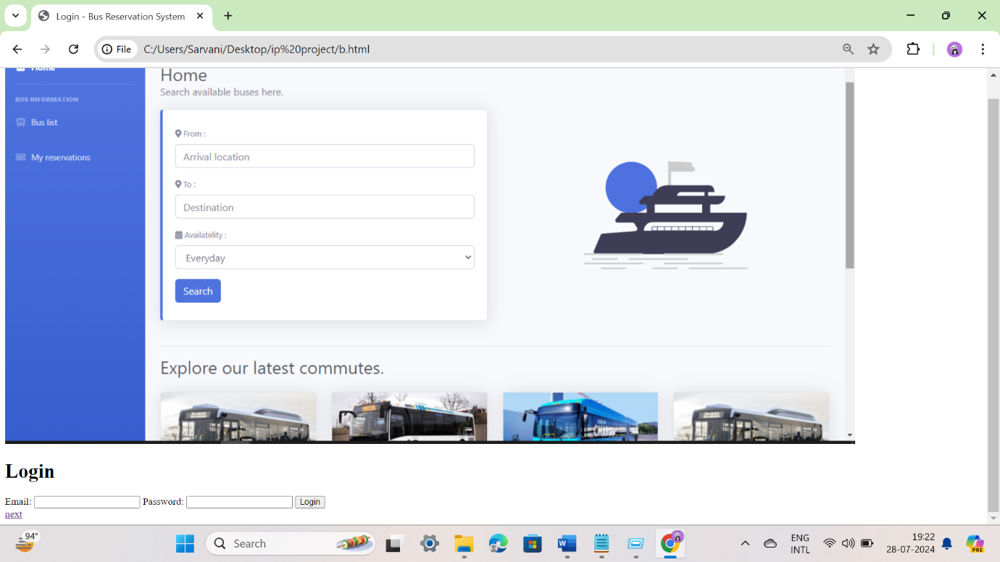 Login - Bus Reservation System
File
C:/Users/Sarvani/Desktop/ip%20project/b.html
Home
Home
Search available buses here.
BUS INFORMATION
Bus list
My reservations
From :
Arrival location
To :
Destination
Availability :
Everyday
Search
Explore our latest commutes.
Login
Email: Password: Login
next
94°
Search
ENG
INTL
19:22
28-07-2024
PRE